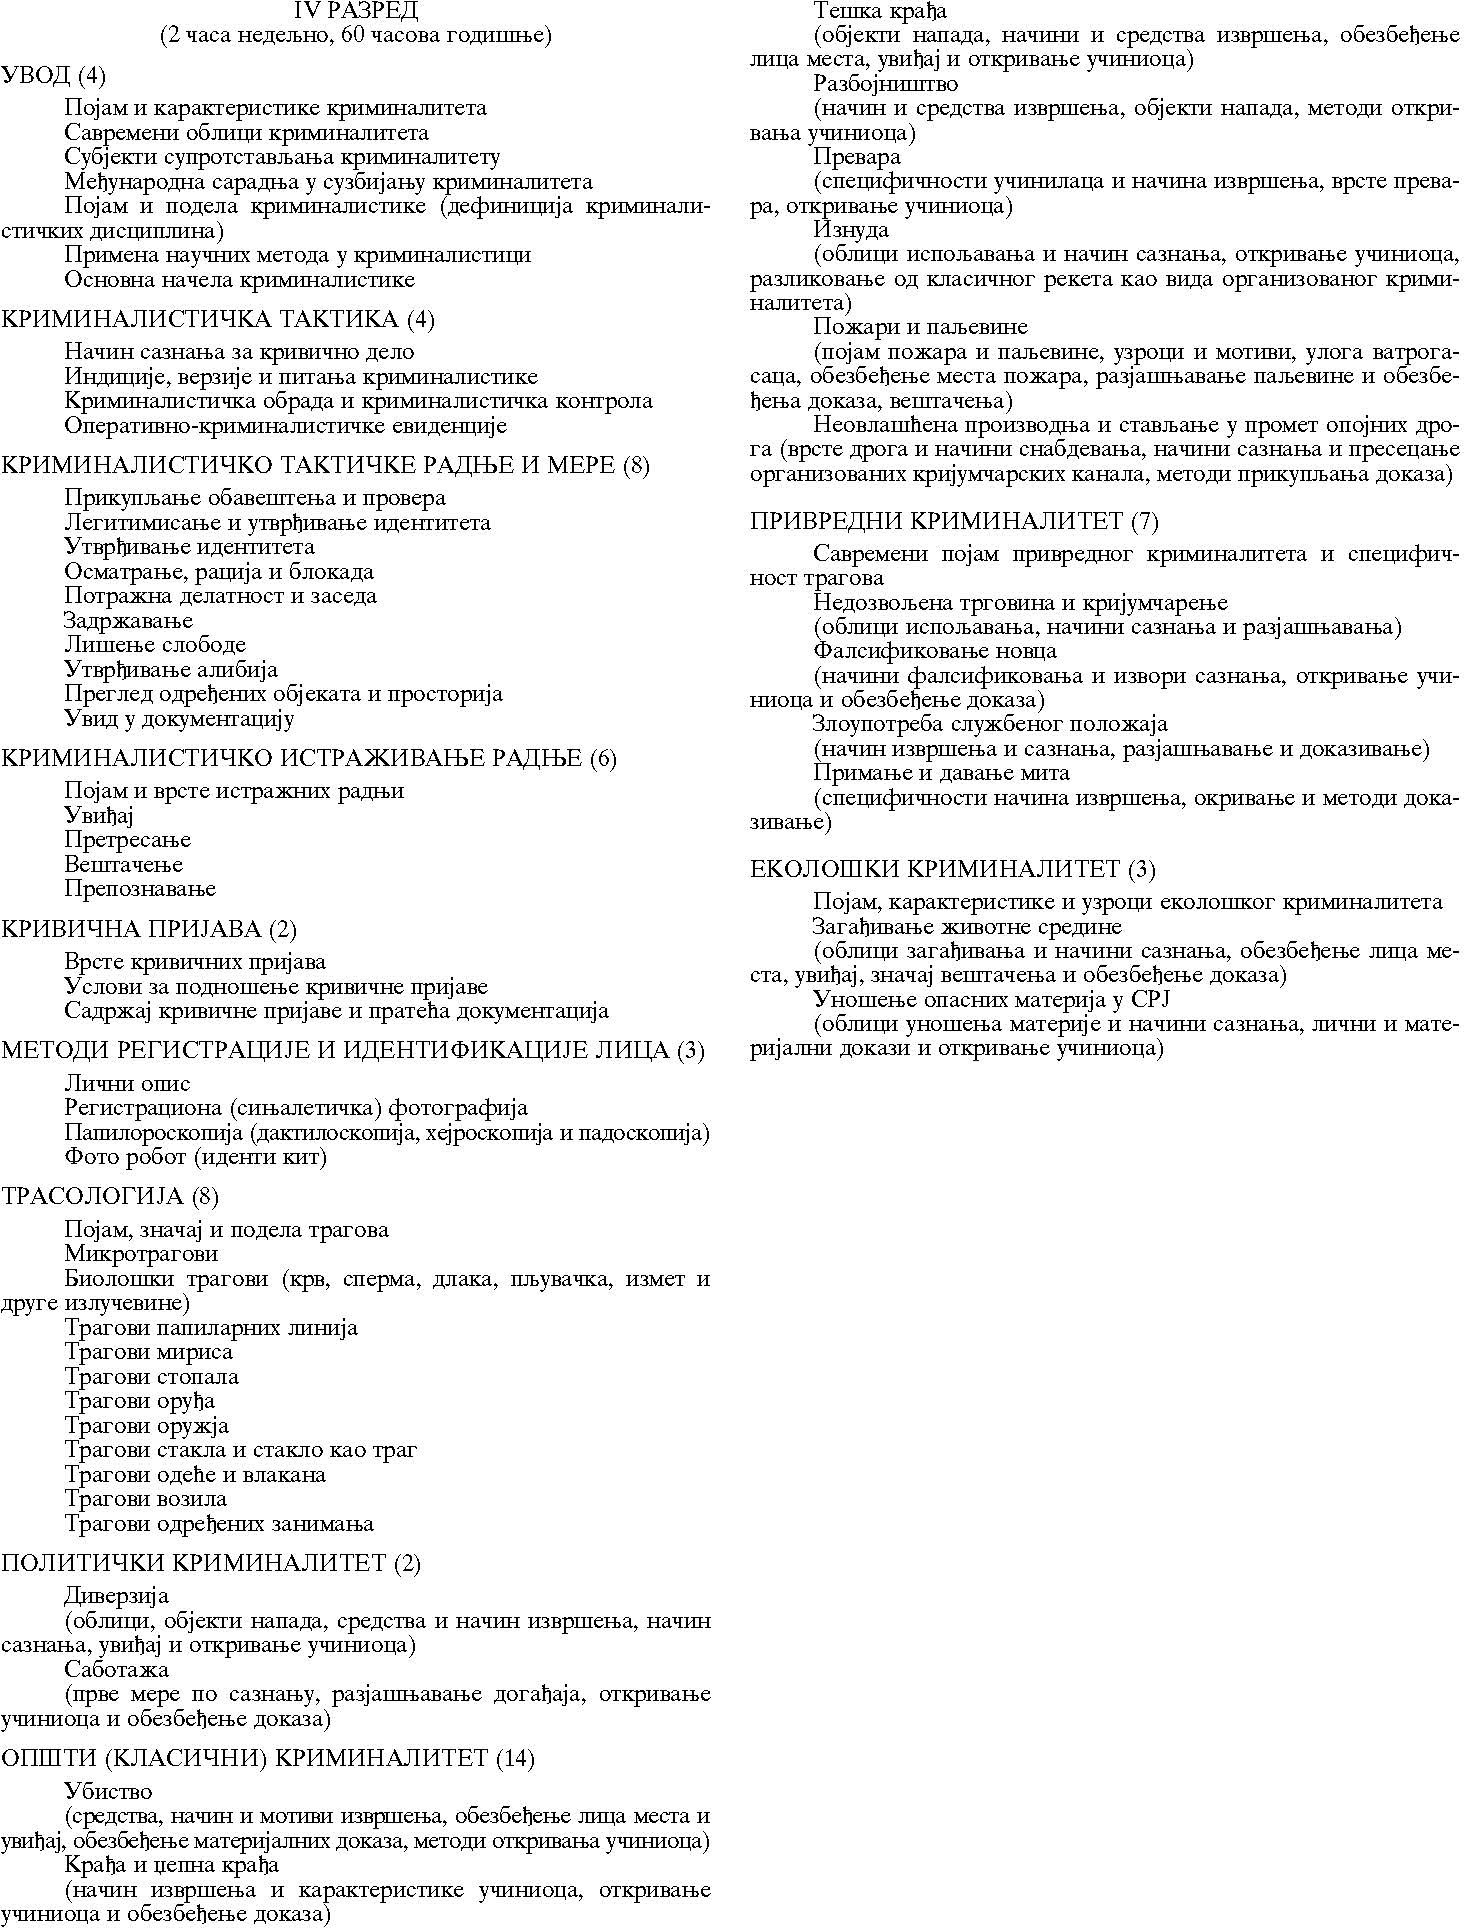 IV РАЗРЕД
(2 часа недељно, 60 часова годишње)
УВОД (4)
Појам и карактеристике криминалитета
Савремени облици криминалитета
Субјекти супротстављања криминалитету
Међународна сарадња у сузбијању криминалитета
Појам и подела криминалистике (дефиниција криминали-
стичких дисциплина)
Примена научних метода у криминалистици
Основна начела криминалистике
КРИМИНАЛИСТИЧКА ТАКТИКА (4)
Начин сазнања за кривично дело
Индиције, верзије и питања криминалистике
Криминалистичка обрада и криминалистичка контрола
Оперативно-криминалистичке евиденције
КРИМИНАЛИСТИЧКО ТАКТИЧКЕ РАДЊЕ И МЕРЕ (8)
Прикупљање обавештења и провера
Легитимисање и утврђивање идентитета
Утврђивање идентитета
Осматрање, рација и блокада
Потражна делатност и заседа
Задржавање
Лишење слободе
Утврђивање алибија
Преглед одређених објеката и просторија
Увид у документацију
КРИМИНАЛИСТИЧКО ИСТРАЖИВАЊЕ РАДЊЕ (6)
Појам и врсте истражних радњи
Увиђај
Претресање
Вештачење
Препознавање
КРИВИЧНА ПРИЈАВА (2)
Врсте кривичних пријава
Услови за подношење кривичне пријаве
Садржај кривичне пријаве и пратећа документација
МЕТОДИ РЕГИСТРАЦИЈЕ И ИДЕНТИФИКАЦИЈЕ ЛИЦА (3)
Лични опис
Регистрациона (сињалетичка) фотографија
Папилороскопија (дактилоскопија, хејроскопија и падоскопија)
Фото робот (иденти кит)
ТРАСОЛОГИЈА (8)
Појам, значај и подела трагова
Микротрагови
Биолошки трагови (крв, сперма, длака, пљувачка, измет и
друге излучевине)
Трагови папиларних линија
Трагови мириса
Трагови стопала
Трагови оруђа
Трагови оружја
Трагови стакла и стакло као траг
Трагови одеће и влакана
Трагови возила
Трагови одређених занимања
ПОЛИТИЧКИ КРИМИНАЛИТЕТ (2)
Диверзија
(облици, објекти напада, средства и начин извршења, начин
сазнања, увиђај и откривање учиниоца)
Саботажа
(прве мере по сазнању, разјашњавање догађаја, откривање
учиниоца и обезбеђење доказа)
ОПШТИ (КЛАСИЧНИ) КРИМИНАЛИТЕТ (14)
Убиство
(средства, начин и мотиви извршења, обезбеђење лица места и
увиђај, обезбеђење материјалних доказа, методи откривања учиниоца)
Крађа и џепна крађа
(начин извршења и карактеристике учиниоца, откривање
учиниоца и обезбеђење доказа)
Тешка крађа
(објекти напада, начини и средства извршења, обезбеђење
лица места, увиђај и откривање учиниоца)
Разбојништво
(начин и средства извршења, објекти напада, методи откри-
вања учиниоца)
Превара
(специфичности учинилаца и начина извршења, врсте прева-
ра, откривање учиниоца)
Изнуда
(облици испољавања и начин сазнања, откривање учиниоца,
разликовање од класичног рекета као вида организованог крими-
налитета)
Пожари и паљевине
(појам пожара и паљевине, узроци и мотиви, улога ватрога-
саца, обезбеђење места пожара, разјашњавање паљевине и обезбе-
ђења доказа, вештачења)
Неовлашћена производња и стављање у промет опојних дро-
га (врсте дрога и начини снабдевања, начини сазнања и пресецање
организованих кријумчарских канала, методи прикупљања доказа)
ПРИВРЕДНИ КРИМИНАЛИТЕТ (7)
Савремени појам привредног криминалитета и специфич-
ност трагова
Недозвољена трговина и кријумчарење
(облици испољавања, начини сазнања и разјашњавања)
Фалсификовање новца
(начини фалсификовања и извори сазнања, откривање учи-
ниоца и обезбеђење доказа)
Злоупотреба службеног положаја
(начин извршења и сазнања, разјашњавање и доказивање)
Примање и давање мита
(специфичности начина извршења, окривање и методи дока-
зивање)
ЕКОЛОШКИ КРИМИНАЛИТЕТ (3)
Појам, карактеристике и узроци еколошког криминалитета
Загађивање животне средине
(облици загађивања и начини сазнања, обезбеђење лица ме-
ста, увиђај, значај вештачења и обезбеђење доказа)
Уношење опасних материја у СРЈ
(облици уношења материје и начини сазнања, лични и мате-
ријални докази и откривање учиниоца)